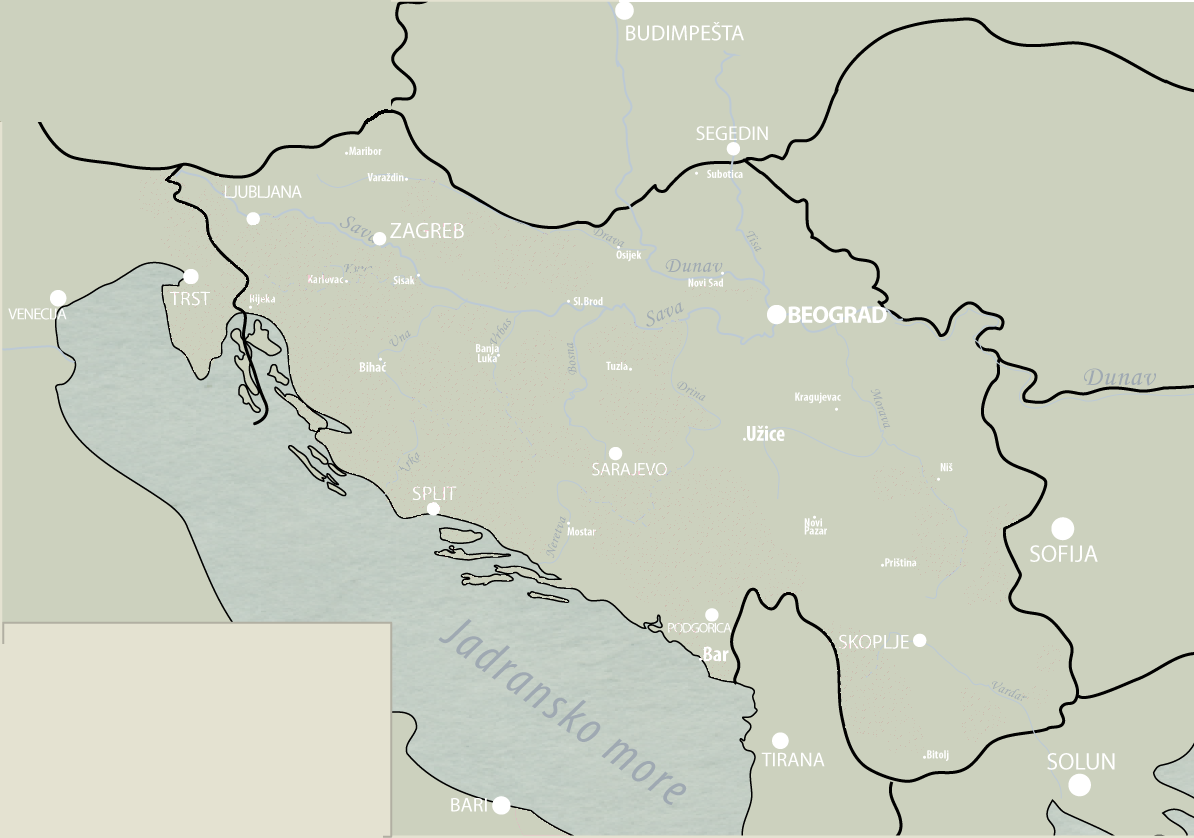 BUDIMPEŠTA
SEGEDIN
Maribor
Subotica
Varaždin
LJUBLJANA
ZAGREB
Sava
Drava
Tisa
Osijek
Dunav
Novi Sad
Karlovac
Sisak
TRST
Rijeka
VENECIJA
Sl.Brod
Sava
BEOGRAD
Una
Vrbas
Banja
Luka
Bosna
Bihać
Tuzla
Dunav
Drina
Kragujevac
Morava
Užice
SARAJEVO
Krka
Niš
SPLIT
Neretva
Mostar
Novi
Pazar
SOFIJA
Priština
PODGORICA
SKOPLJE
Bar
Jadransko more
Vardar
TIRANA
Bitolj
SOLUN
BARI